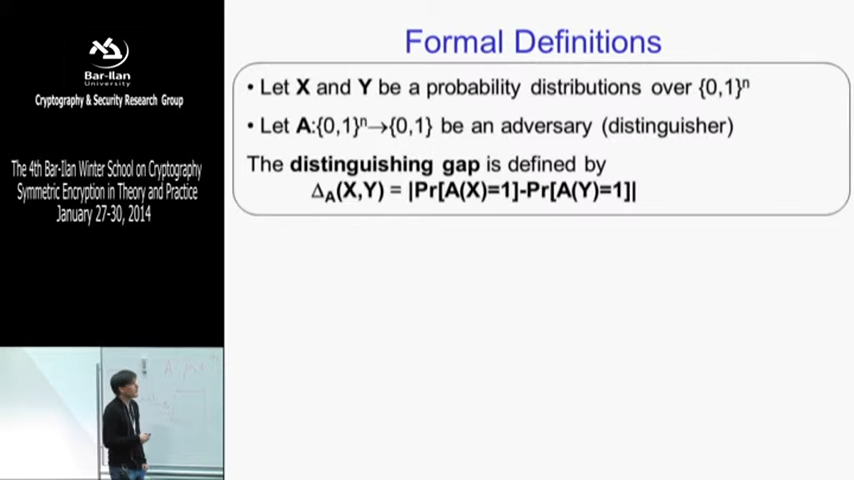 Bar-Ilan
University
Cryptography & Security Research Group
The 4th Bar-Ilan Winter School on Cryptography
Symmetric Encryption in Theory and Practice
January 27-30, 2014
Formal Definitions
• Let X and Y be a probability distributions over {0,1}ⁿ
• Let A:{0,1}ⁿ→{0,1} be an adversary (distinguisher)
The distinguishing gap is defined by
Δ_A(X,Y) = |Pr[A(X)=1]-Pr[A(Y)=1]|